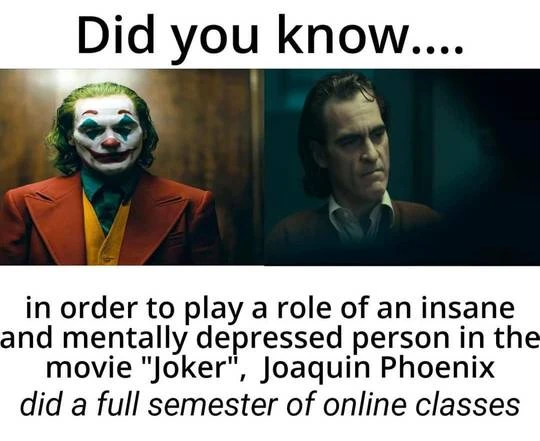 Did you know....
in order to play a role of an insane
and mentally depressed person in the
movie "Joker", Joaquin Phoenix
did a full semester of online classes